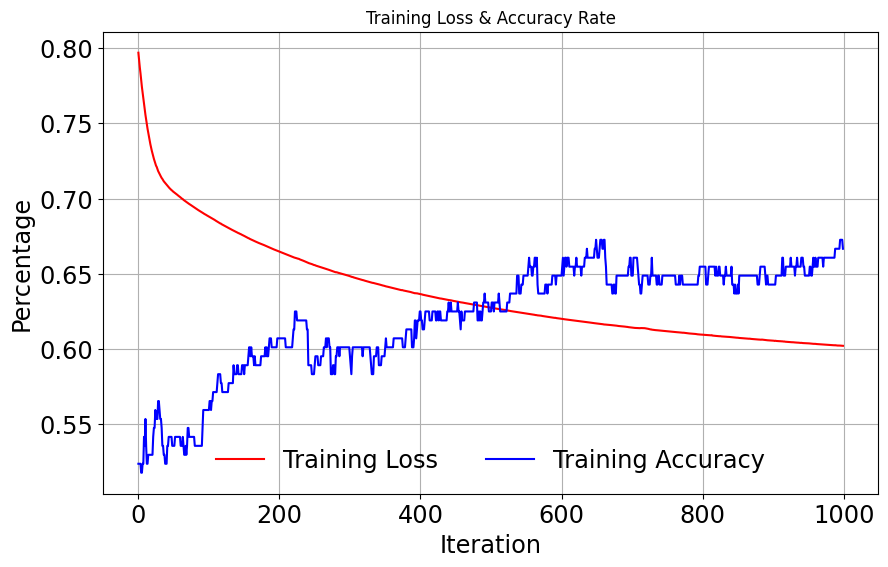 Training Loss & Accuracy Rate
0.80
0.75
0.70
0.65
0.60
0.55
Percentage
Training Loss
Training Accuracy
0
200
400
600
800
1000
Iteration